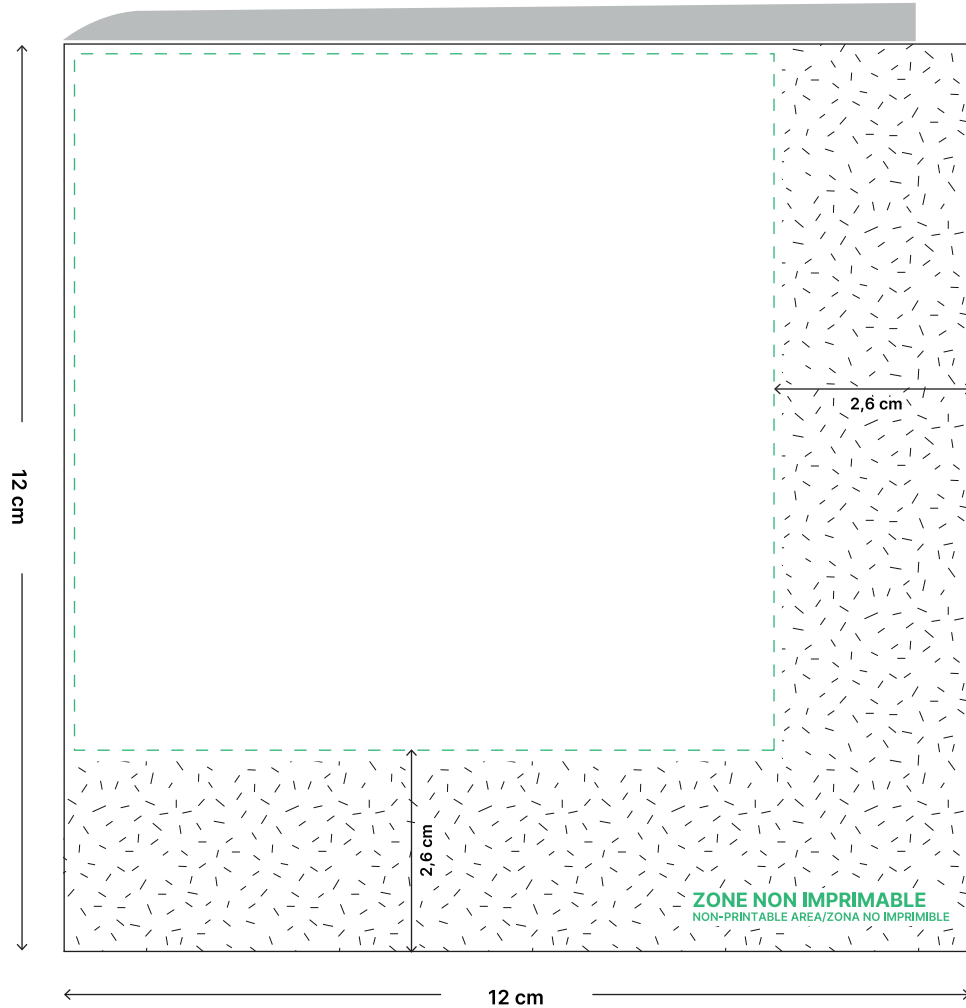 2,6 cm
12 cm
2,6 cm
ZONE NON IMPRIMABLE
NON-PRINTABLE AREA/ZONA NO IMPRIMIBLE
12 cm